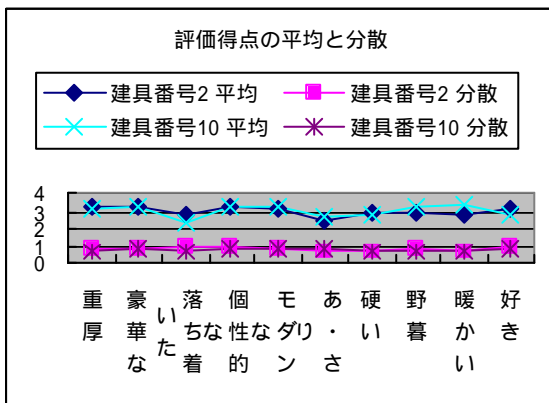 評価得点の平均と分散
建具番号2 平均
建具番号2 分散
建具番号10 平均
建具番号10 分散
4
3
2
1
0
重厚
豪華な
落ち着いた
個性的な
モダンな
あ・さり
硬い
野暮
暖かい
好き